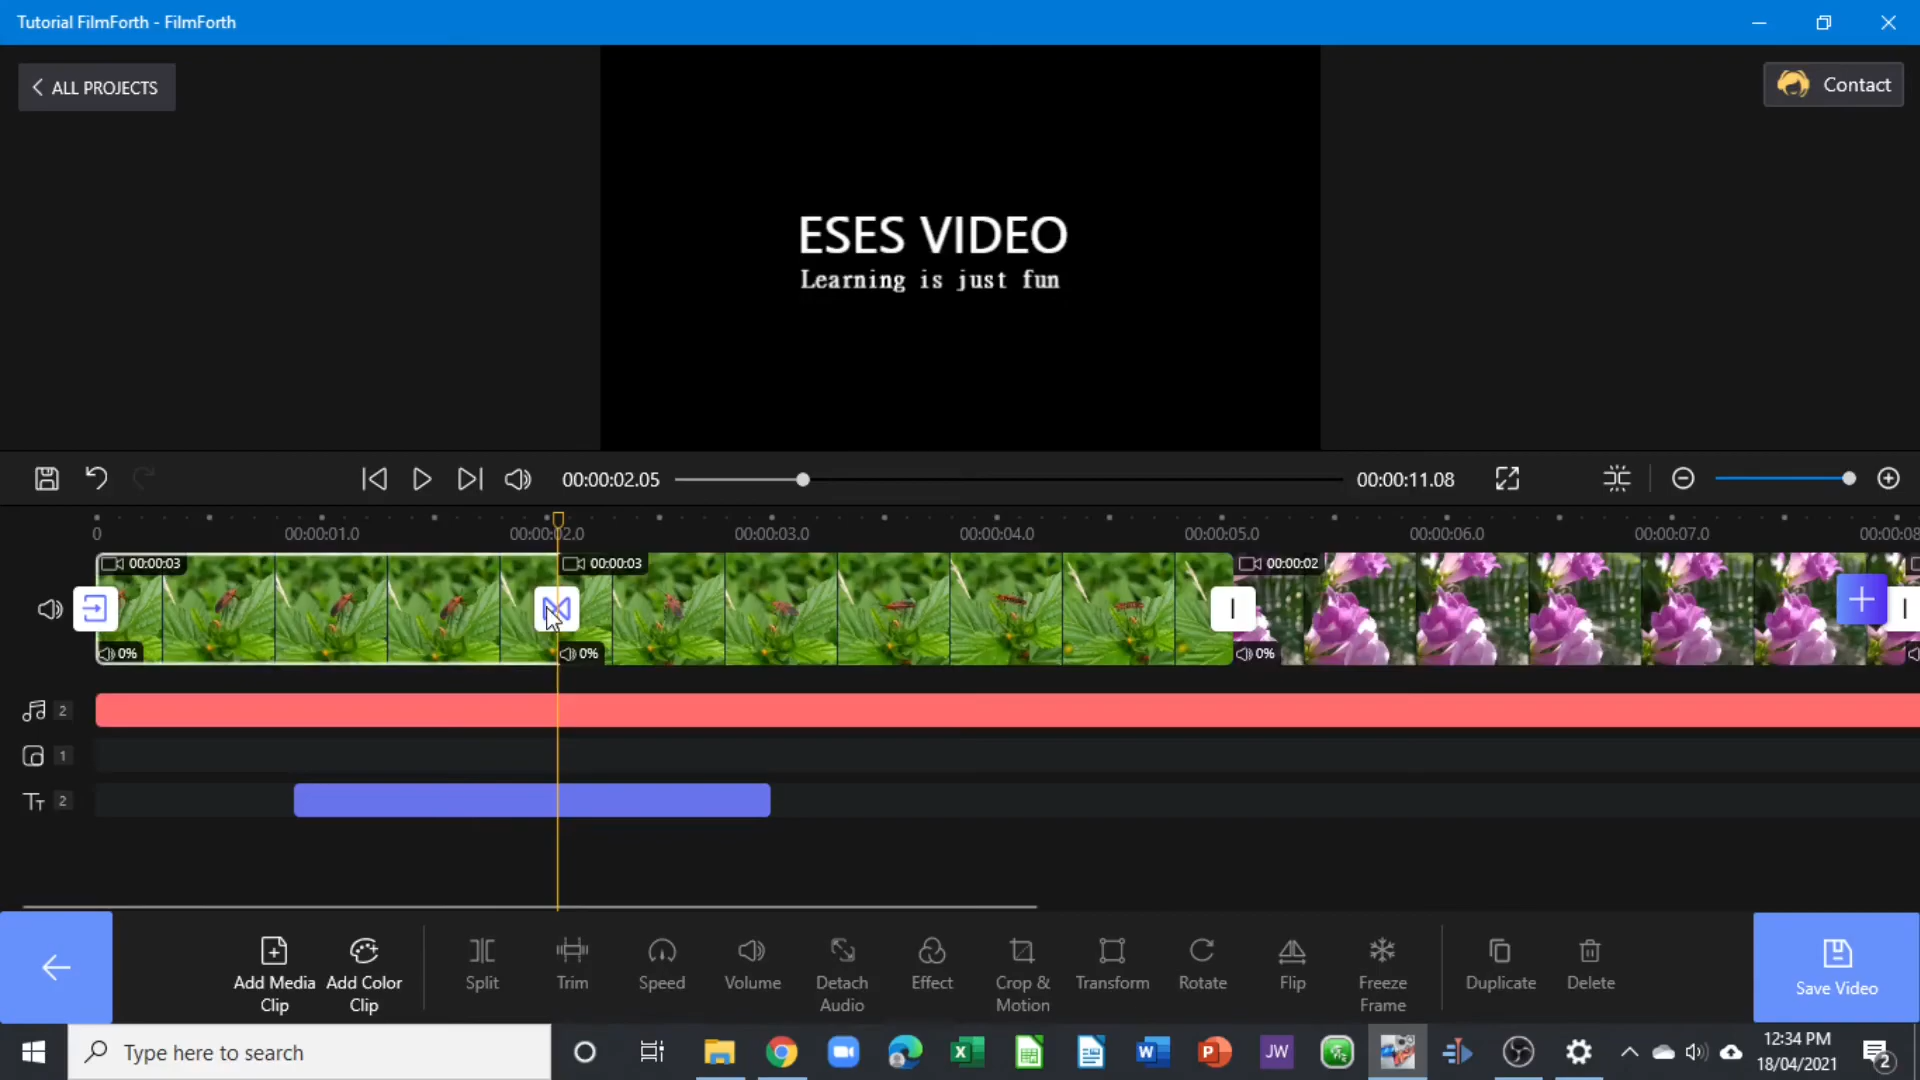 Tutorial FilmForth - FilmForth
ALL PROJECTS
Contact
ESES VIDEO
Learning is just fun
00:00:02.05
00:00:11.08
0
00:00:01.0
00:00:02.0
00:00:03.0
00:00:04.0
00:00:05.0
00:00:06.0
00:00:07.0
00:00:08
00:00:03
00:00:03
00:00:02
0%
0%
0%
2
1
2
Add Media Clip
Add Color Clip
Split
Trim
Speed
Volume
Detach Audio
Effect
Crop & Motion
Transform
Rotate
Flip
Freeze Frame
Duplicate
Delete
Save Video
Type here to search
JW
12:34 PM
18/04/2021
2